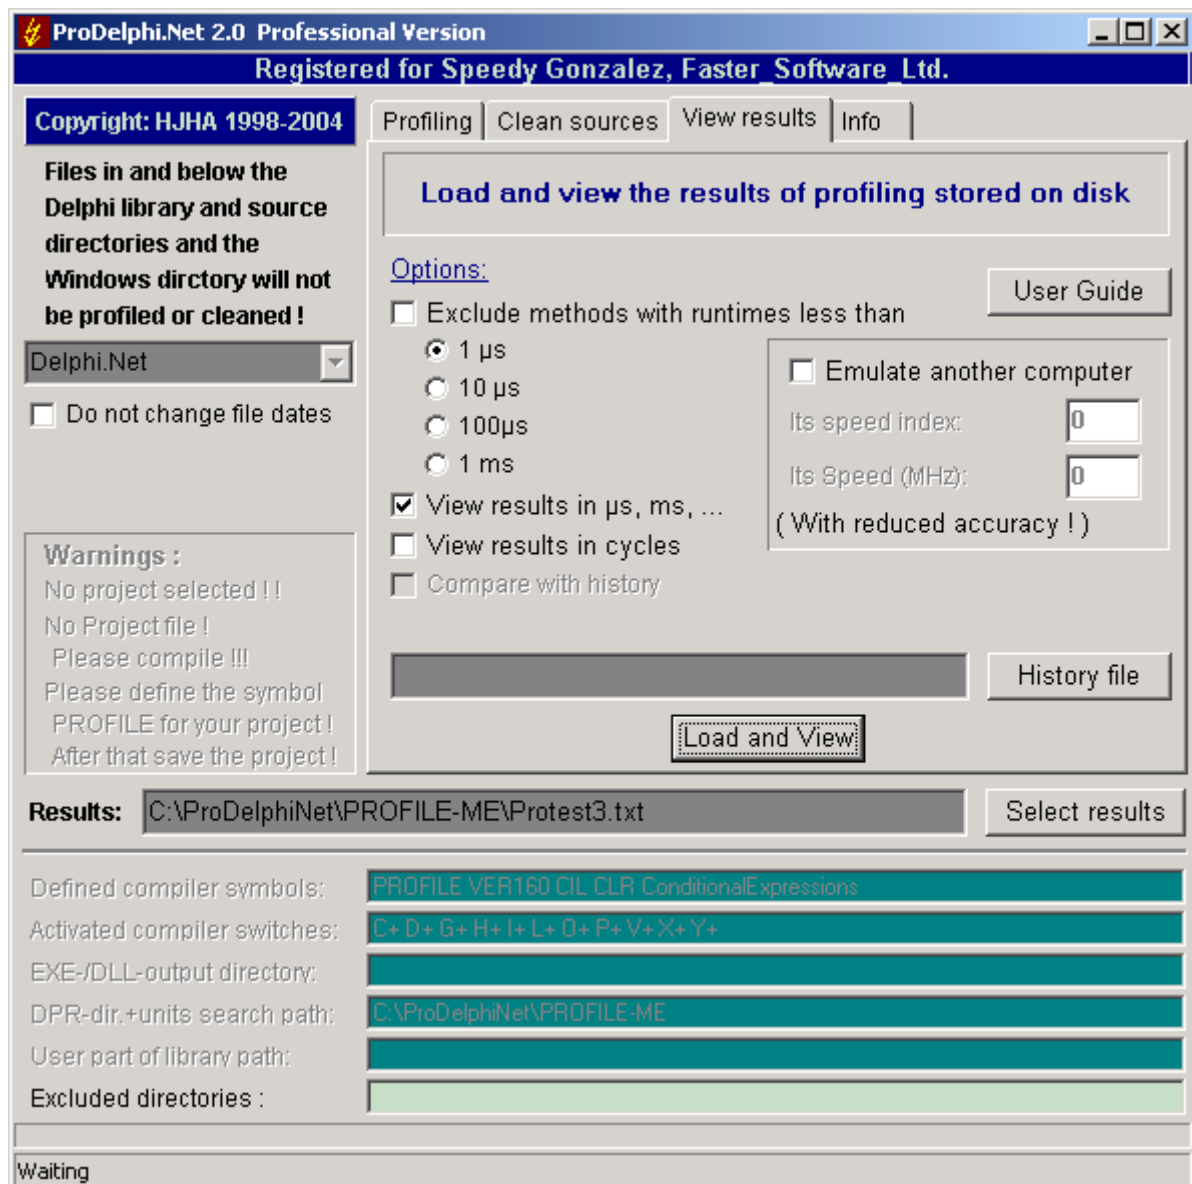 ProDelphi.Net 2.0 Professional Version
Registered for Speedy Gonzalez, Faster_Software_Ltd.
Copyright: HJHA 1998-2004
Files in and below the
Delphi library and source
directories and the
Windows dirctory will not
be profiled or cleaned !
Delphi.Net
Do not change file dates
Warnings :
No project selected ! !
No Project file !
Please compile !!!
Please define the symbol
PROFILE for your project !
After that save the project !
Profiling Clean sources View results Info
Load and view the results of profiling stored on disk
Options:
User Guide
Exclude methods with runtimes less than
1 µs
10 µs
100µs
1 ms
Emulate another computer
Its speed index: 0
Its Speed (MHz): 0
( With reduced accuracy ! )
View results in µs, ms, ...
View results in cycles
Compare with history
History file
Load and View
Results: C:\ProDelphiNet\PROFILE-ME\Protest3.txt Select results
Defined compiler symbols: PROFILE VER160 CIL CLR ConditionalExpressions
Activated compiler switches: C+ D+ G+ H+ I+ L+ O+ P+ V+ X+ Y+
EXE-/DLL-output directory:
DPR-dir.+units search path: C:\ProDelphiNet\PROFILE-ME
User part of library path:
Excluded directories :
Waiting